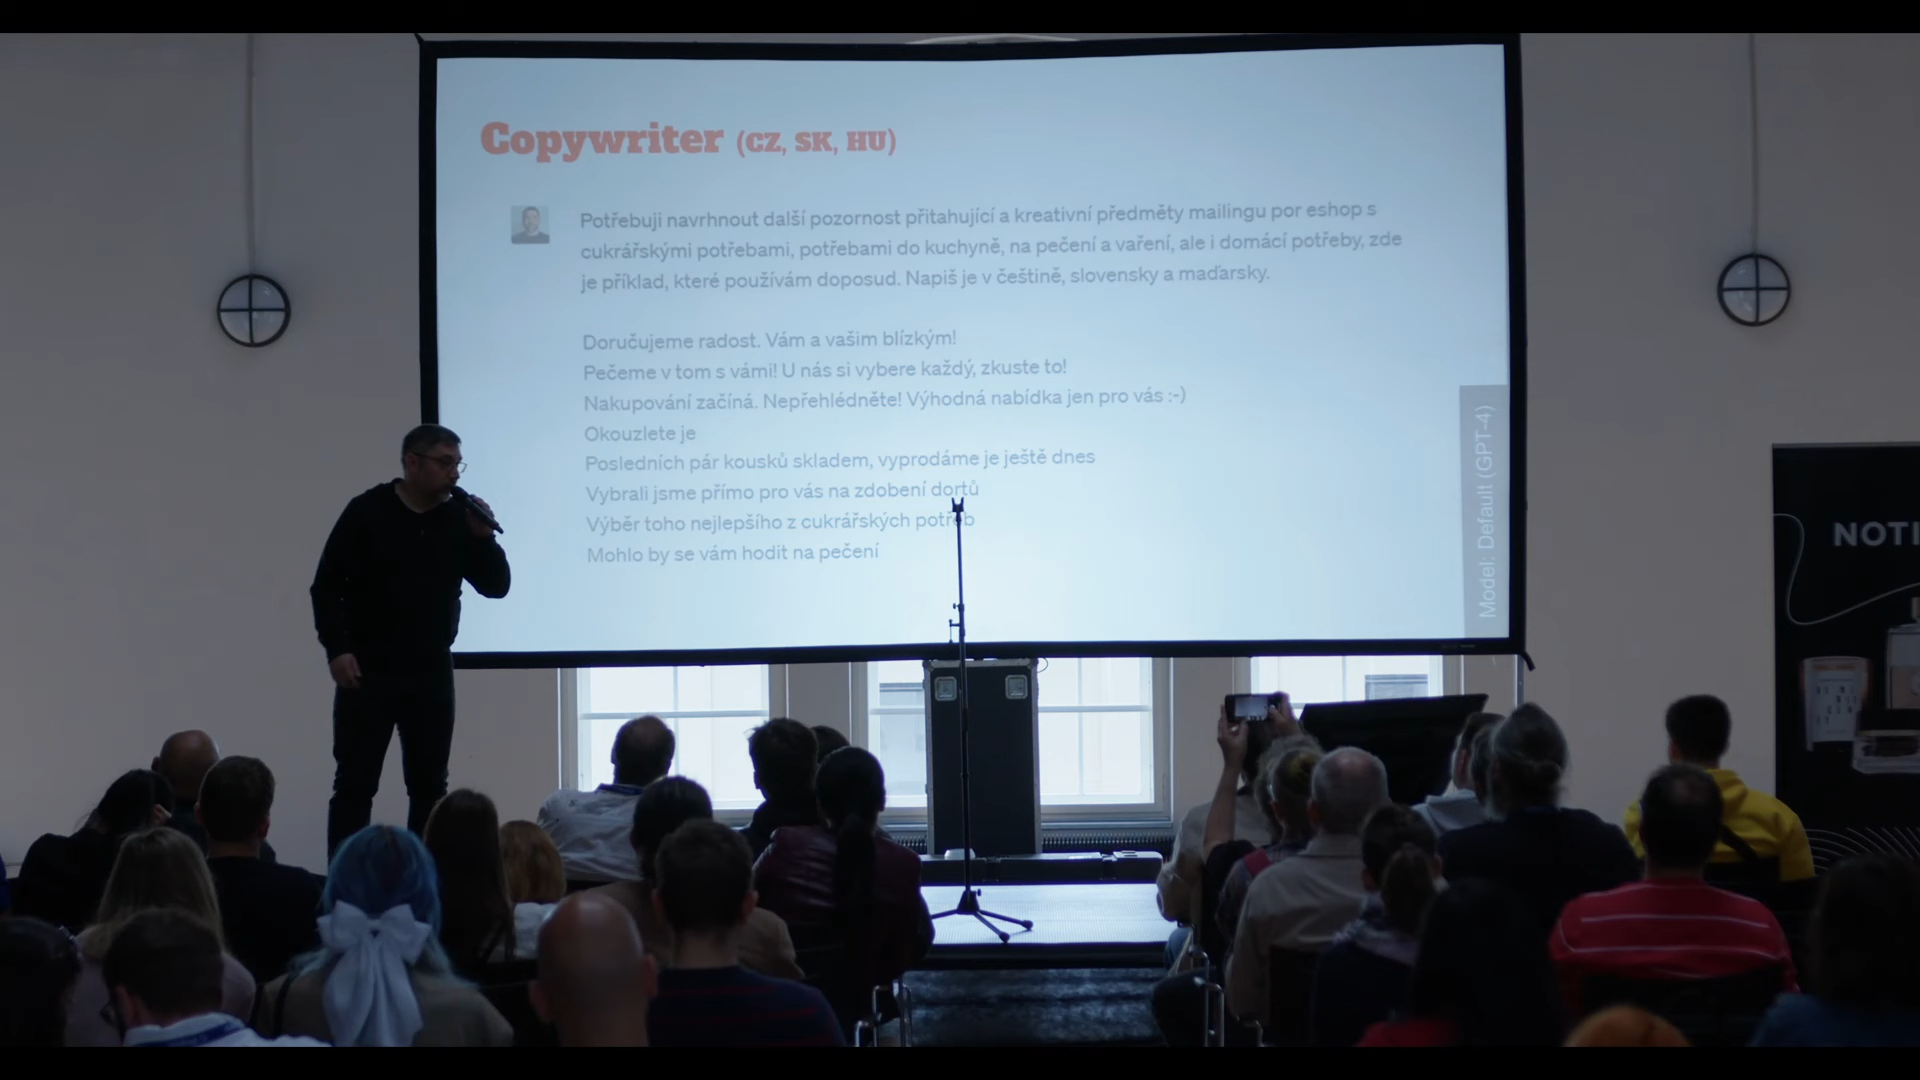 Copywriter (CZ, SK, HU)
Potřebuji navrhnout další pozornost přitahující a kreativní předměty mailingu por eshop s
cukrářskými potřebami, potřebami do kuchyně, na pečení a vaření, ale i domácí potřeby, zde
je příklad, které používám doposud. Napiš je v češtině, slovensky a maďarsky.
Doručujeme radost. Vám a vašim blízkým!
Pečeme v tom s vámi! U nás si vybere každý, zkuste to!
Nakupování začíná. Nepřehlédněte! Výhodná nabídka jen pro vás :-)
Okouzlete je
Posledních pár kousků skladem, vyprodáme je ještě dnes
Vybrali jsme přímo pro vás na zdobení dortů
Výběr toho nejlepšího z cukrářských potřeb
Mohlo by se vám hodit na pečení
Model: Default (GPT-4)
NOTI